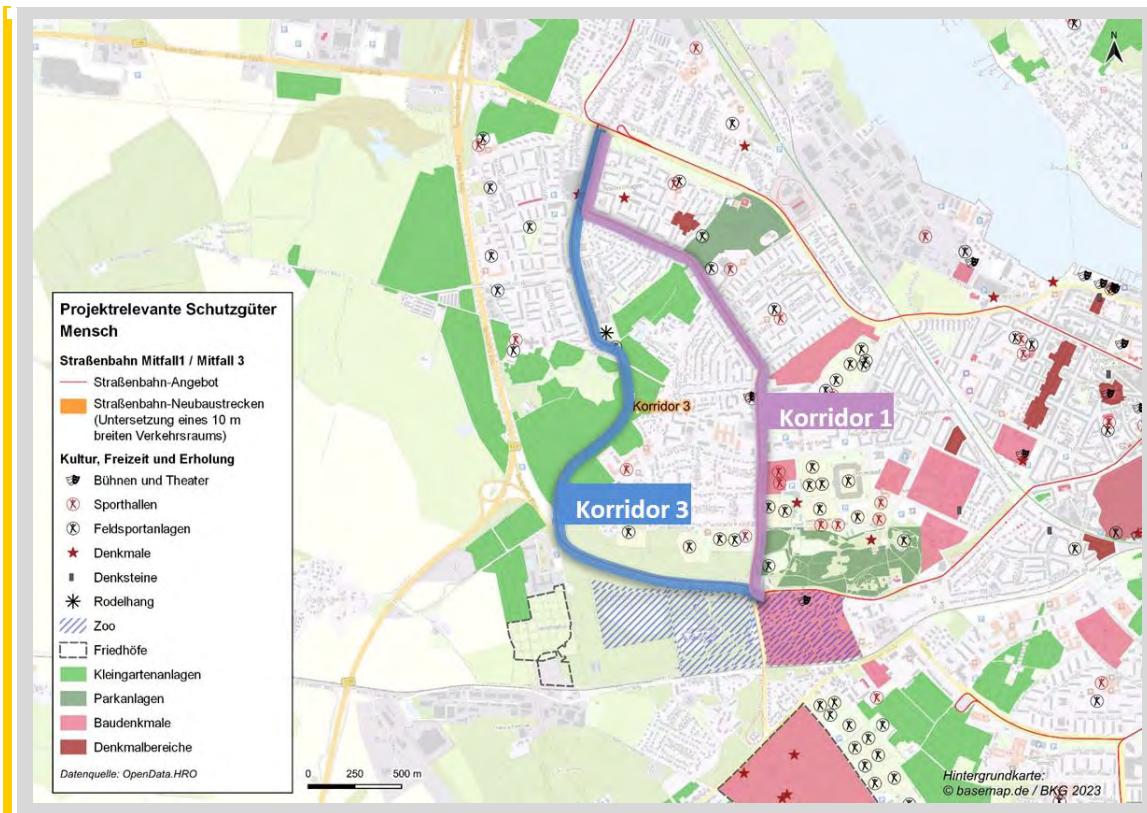 N
Korridor 3
Korridor 1
Korridor 3
Projektrelevante Schutzgüter
Mensch
Straßenbahn Mitfall1 / Mitfall 3
Straßenbahn-Angebot
Straßenbahn-Neubaustrecken
(Untersetzung eines 10 m
breiten Verkehrsraums)
Kultur, Freizeit und Erholung
Bühnen und Theater
Sporthallen
Feldsportanlagen
Denkmale
Denksteine
Rodelhang
Zoo
Friedhöfe
Kleingartenanlagen
Parkanlagen
Baudenkmale
Denkmalbereiche
Datenquelle: OpenData.HRO
0 250 500 m
Hintergrundkarte:
© basemap.de / BKG 2023